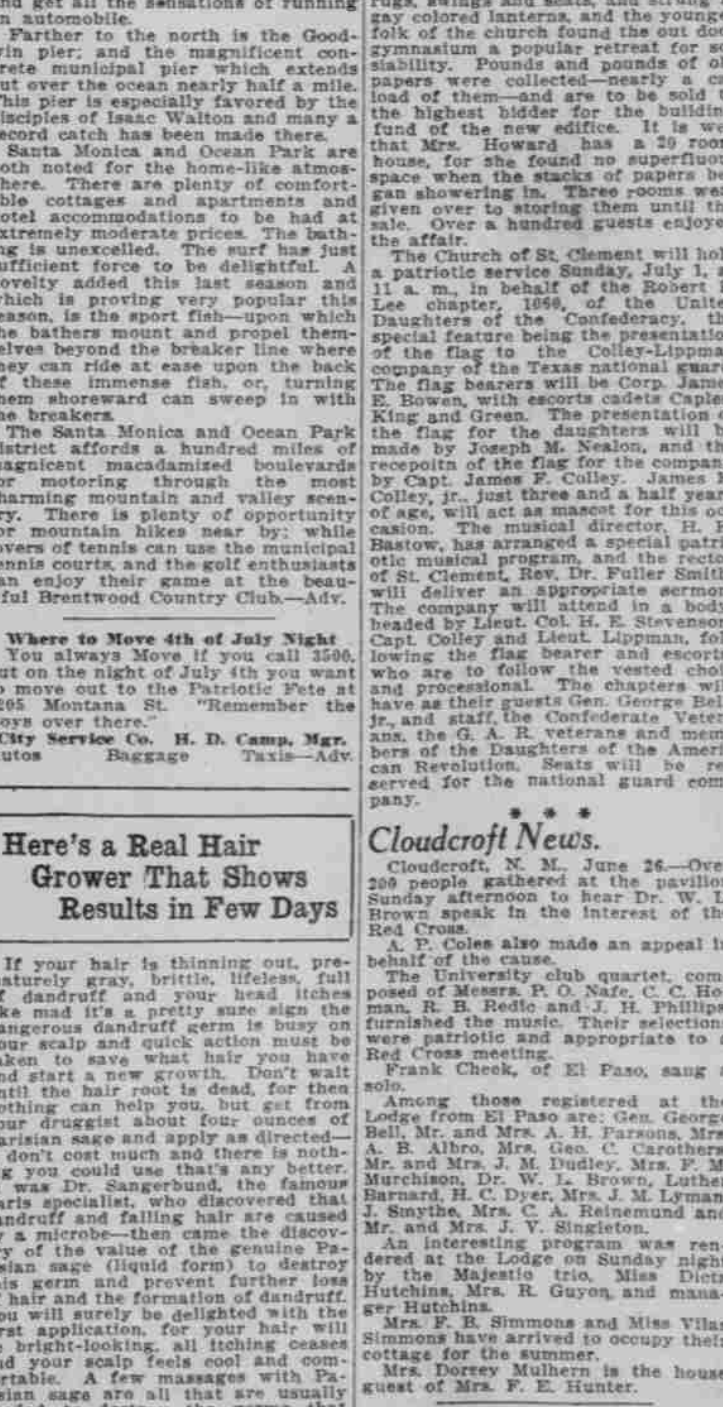 and get all the sensations of running
an automobile.
Farther to the north is the Good-
win pier; and the magnificent con-
crete municipal pier which extends
out over the ocean nearly half a mile.
This pier is especially favored by the
disciples of Isaac Walton and many a
record catch has been made there.
Santa Monica and Ocean Park are
both noted for the home-like atmos-
phere. There are plenty of comfort-
able cottages and apartments and
hotel accommodations to be had at
extremely moderate prices. The bath-
ing is unexcelled. The surf has just
sufficient force to be delightful. A
novelty added this last season and
which is proving very popular this
season, is the sport fish—upon which
the bathers mount and propel them-
selves beyond the breaker line where
they can ride at ease upon the back
of these immense fish, or, turning
them shoreward can sweep in with
the breakers.
The Santa Monica and Ocean Park
district affords a hundred miles of
magnicent macadamized boulevards
for motoring through the most
charming mountain and valley scen-
ery. There is plenty of opportunity
for mountain hikes near by; while
lovers of tennis can use the municipal
tennis courts, and the golf enthusiasts
can enjoy their game at the beau-
tiful Brentwood Country Club.—Adv.
Where to Move 4th of July Night
You always Move if you call 3500,
but on the night of July 4th you want
to move out to the Patriotic Fete at
1205 Montana St. "Remember the
boys over there."
City Service Co. H. D. Camp, Mgr.
Autos Baggage Taxis—Adv.
Here's a Real Hair
Grower That Shows
Results in Few Days
If your hair is thinning out, pre-
maturely gray, brittle, lifeless, full
of dandruff and your head itches
like mad it's a pretty sure sign the
dangerous dandruff germ is busy on
your scalp and quick action must be
taken to save what hair you have
and start a new growth. Don't wait
until the hair root is dead, for then
nothing can help you, but get from
your druggist about four ounces of
Parisian sage and apply as directed—
it don't cost much and there is noth-
ing you could use that's any better.
It was Dr. Sangerbund, the famous
Paris specialist, who discovered that
dandruff and falling hair are caused
by a microbe—then came the discov-
ery of the value of the genuine Pa-
risian sage (liquid form) to destroy
this germ and prevent further loss
of hair and the formation of dandruff.
You will surely be delighted with the
first application, for your hair will
be bright-looking, all itching ceases
and your scalp feels cool and com-
fortable. A few massages with Pa-
risian sage are all that are usually
rugs, swings and seats, and strung
gay colored lanterns, and the young
folk of the church found the out door
gymnasium a popular retreat for so-
siability. Pounds and pounds of old
papers were collected—nearly a car
load of them—and are to be sold to
the highest bidder for the building
fund of the new edifice. It is well
that Mrs. Howard has a 20 room
house, for she found no superfluous
space when the stacks of papers be-
gan showering in. Three rooms were
given over to storing them until the
sale. Over a hundred guests enjoyed
the affair.
The Church of St. Clement will hold
a patriotic service Sunday, July 1,
11 a. m., in behalf of the Robert
Lee chapter, 1060, of the United
Daughters of the Confederacy, the
special feature being the presentation
of the flag to the Colley-Lippman
company of the Texas national guard.
The flag bearers will be Corp. James
E. Bowen, with escorts cadets Caples,
King and Green. The presentation of
the flag for the daughters will be
made by Joseph M. Nealon, and the
recepoitn of the flag for the company
by Capt. James F. Colley. James
Colley, jr., just three and a half years
of age, will act as mascot for this oc-
casion. The musical director, H.
Bastow, has arranged a special patri-
otic musical program, and the rector
of St. Clement, Rev. Dr. Fuller Smith,
will deliver an appropriate sermon.
The company will attend in a body
headed by Lieut. Col. H. E. Stevenson,
Capt. Colley and Lieut. Lippman, fol-
lowing the flag bearer and escorts,
who are to follow the vested choir
and processional. The chapters will
have as their guests Gen. George Bell,
jr., and staff, the Confederate Veter-
ans, the G. A. R. veterans and mem-
bers of the Daughters of the Ameri-
can Revolution. Seats will be re-
served for the national guard com-
pany.
* * *
Cloudcroft News.
Cloudcroft, N. M., June 26.—Over
200 people gathered at the pavilion
Sunday afternoon to hear Dr. W. L.
Brown speak in the interest of the
Red Cross.
A. P. Coles also made an appeal in
behalf of the cause.
The University club quartet, com-
posed of Messrs. P. O. Nafe, C. C. Ho-
man, R. B. Redic and J. H. Phillips,
furnished the music. Their selections
were patriotic and appropriate to a
Red Cross meeting.
Frank Cheek, of El Paso, sang a
solo.
Among those registered at the
Lodge from El Paso are: Gen. George
Bell, Mr. and Mrs. A. H. Parsons, Mrs.
A. B. Albro, Mrs. Geo. C. Carothers,
Mr. and Mrs. J. M. Dudley, Mrs. F. M.
Murchison, Dr. W. L. Brown, Luther
Barnard, H. C. Dyer, Mrs. J. M. Lyman,
J. Smythe, Mrs. C. A. Reinemund and
Mr. and Mrs. J. V. Singleton.
An interesting program was ren-
dered at the Lodge on Sunday night
by the Majestic trio, Miss Dicta
Hutchins, Mrs. R. Guyon, and mana-
ger Hutchins.
Mrs. F. B. Simmons and Miss Vilas
Simmons have arrived to occupy their
cottage for the summer.
Mrs. Dorsey Mulhern is the house
guest of Mrs. F. E. Hunter.